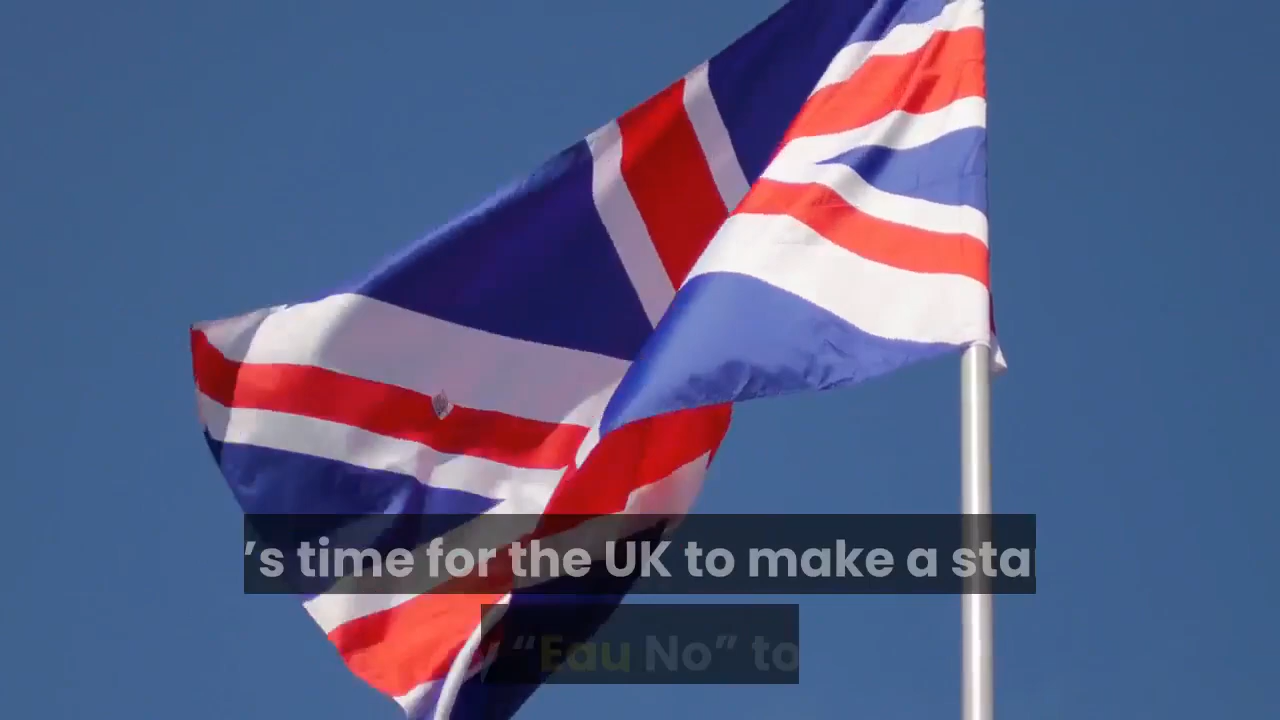 ’s time for the UK to make a sta
“Eau No” to